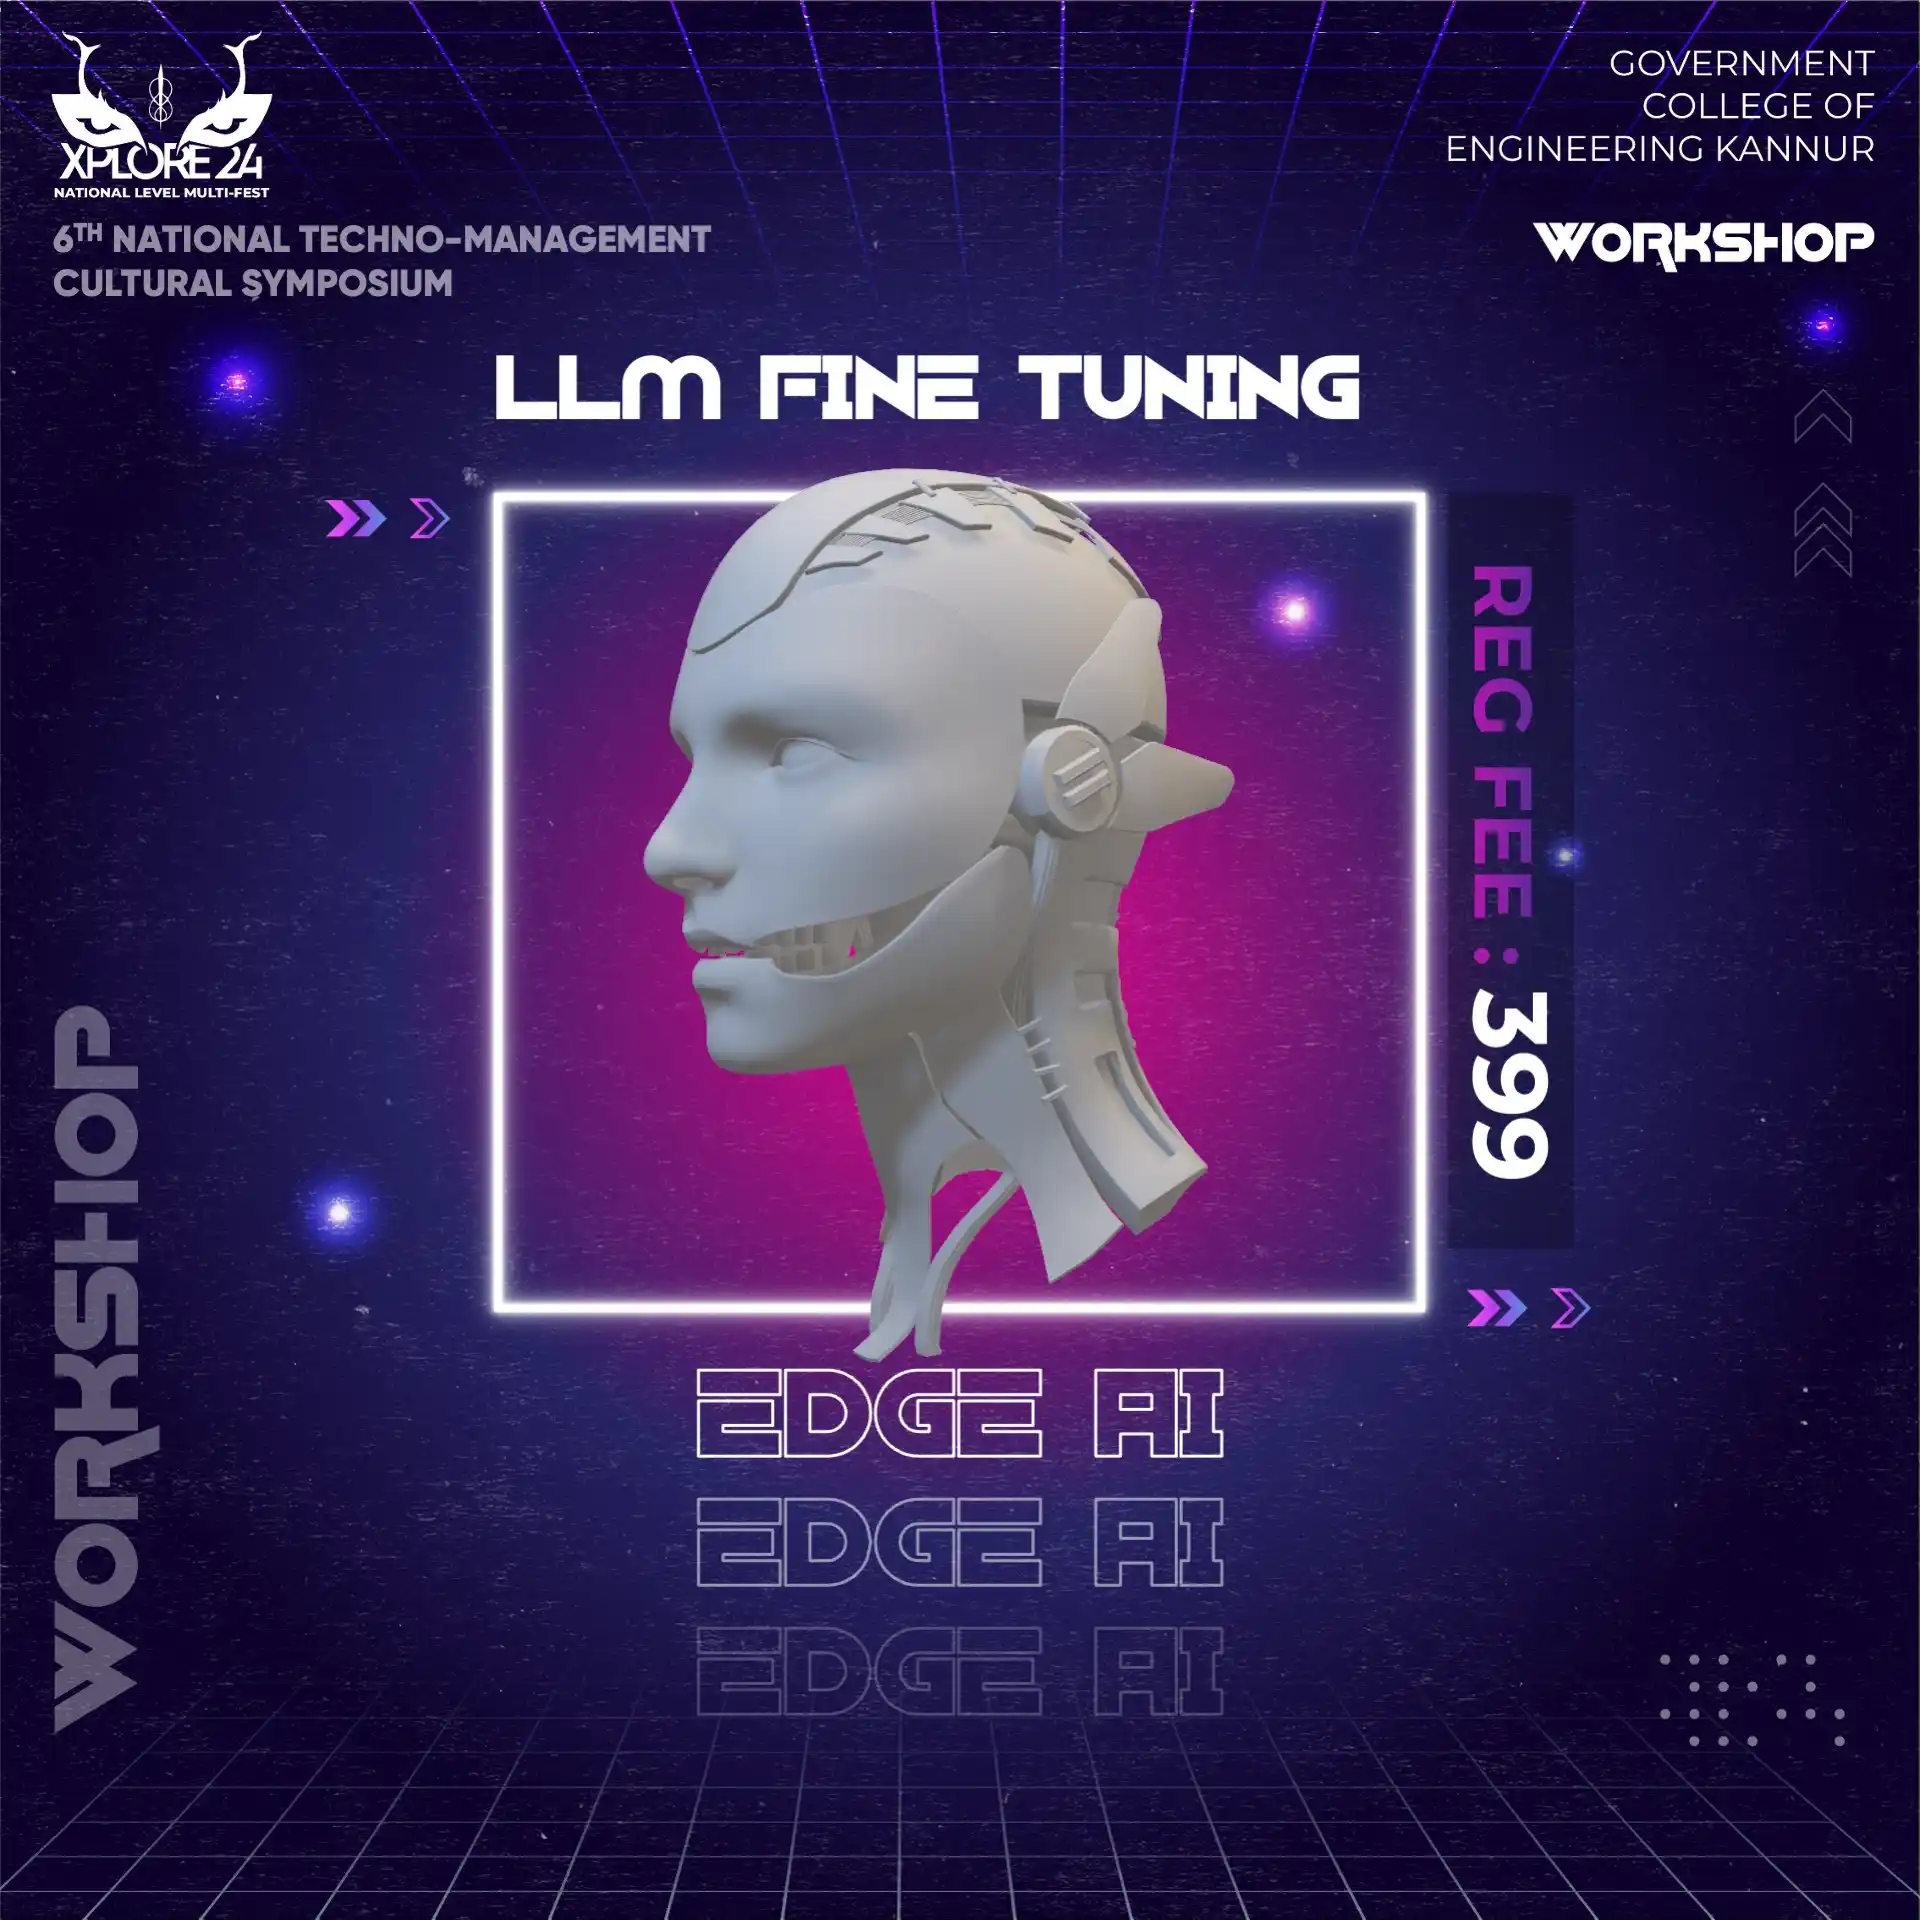 XPLORE 24
NATIONAL LEVEL MULTI-FEST
6TH NATIONAL TECHNO-MANAGEMENT
CULTURAL SYMPOSIUM
GOVERNMENT
COLLEGE OF
ENGINEERING KANNUR
WORKSHOP
LLM FINE TUNING
REG FEE : 399
WORKSHOP
EDGE AI
EDGE AI
EDGE AI